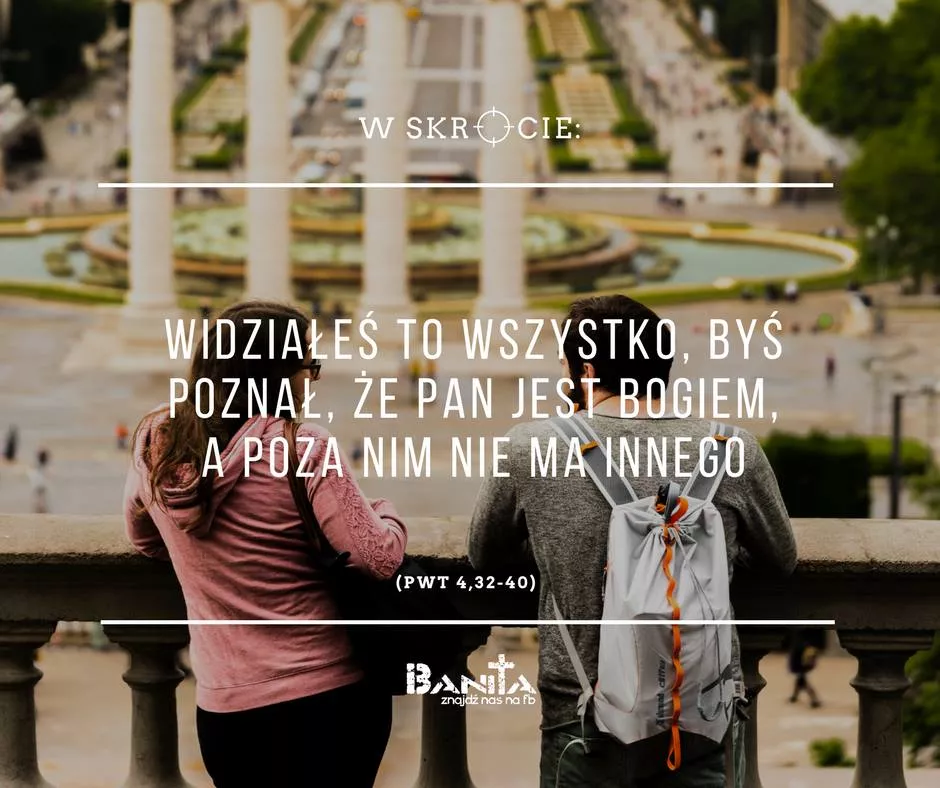 W SKROCIE:
WIDZIAŁEŚ TO WSZYSTKO, BYŚ
POZNAŁ, ŻE PAN JEST BOGIEM,
A POZA NIM NIE MA INNEGO
(PWT 4,32-40)
BANITA
znajdź nas na fb